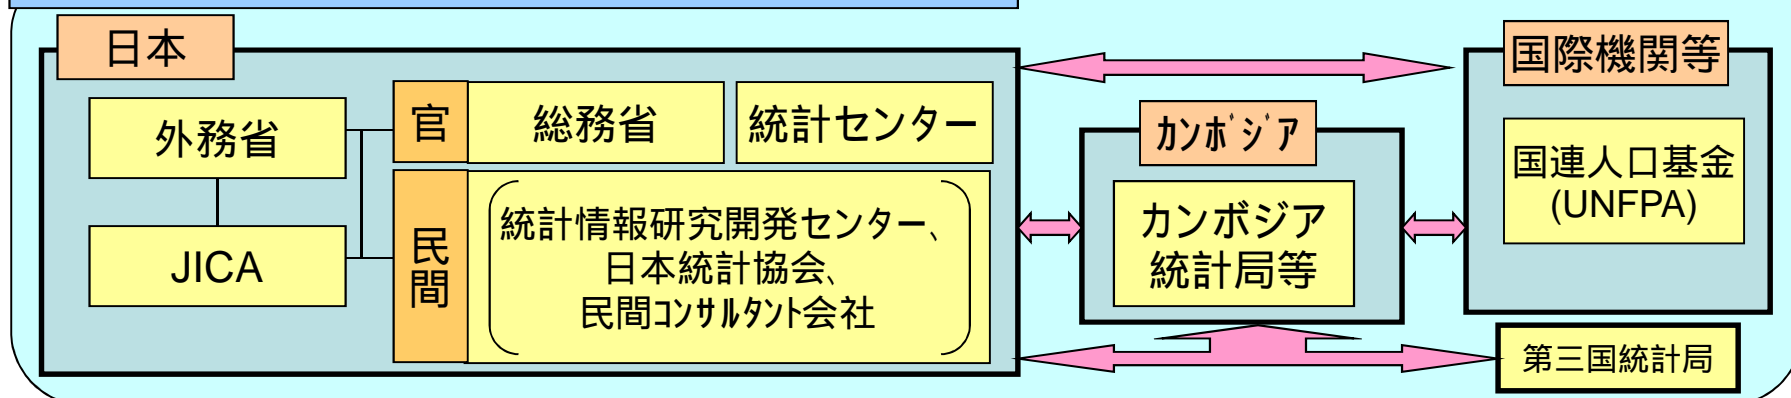 日本
外務省
JICA
官
総務省
統計センター
民間
統計情報研究開発センター、
日本統計協会、
民間ｺﾝｻﾙﾀﾝﾄ会社
ｶﾝﾎﾞｼﾞｱ
カンボジア
統計局等
国際機関等
国連人口基金
(UNFPA)
第三国統計局